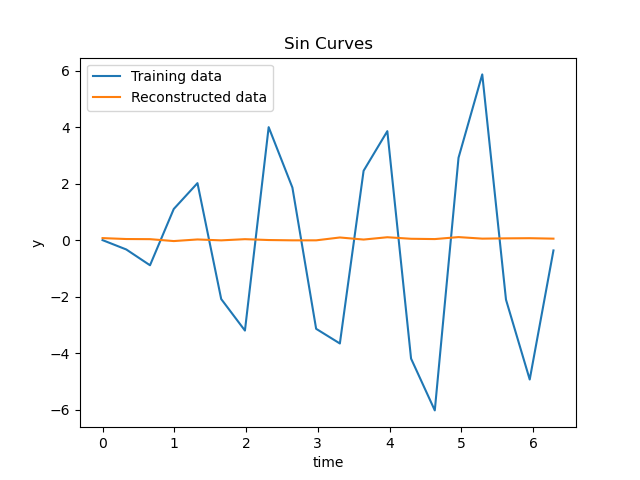 Sin Curves
Training data
Reconstructed data
6
4
2
0
−2
−4
−6
y
0 1 2 3 4 5 6
time